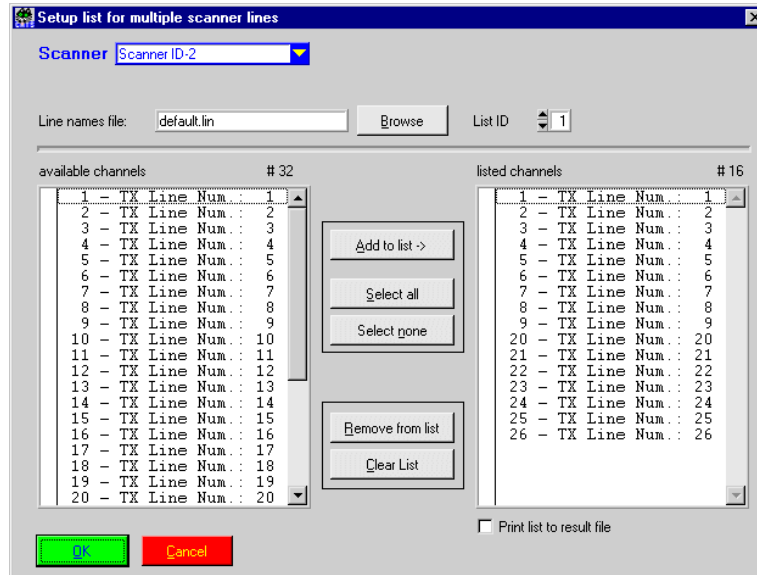 Setup list for multiple scanner lines
Scanner Scanner ID-2
Line names file: default.lin Browse List ID 1
available channels # 32
1 - TX Line Num.: 1
2 - TX Line Num.: 2
3 - TX Line Num.: 3
4 - TX Line Num.: 4
5 - TX Line Num.: 5
6 - TX Line Num.: 6
7 - TX Line Num.: 7
8 - TX Line Num.: 8
9 - TX Line Num.: 9
10 - TX Line Num.: 10
11 - TX Line Num.: 11
12 - TX Line Num.: 12
13 - TX Line Num.: 13
14 - TX Line Num.: 14
15 - TX Line Num.: 15
16 - TX Line Num.: 16
17 - TX Line Num.: 17
18 - TX Line Num.: 18
19 - TX Line Num.: 19
20 - TX Line Num.: 20
Add to list ->
Select all
Select none
Remove from list
Clear List
listed channels # 16
1 - TX Line Num.: 1
2 - TX Line Num.: 2
3 - TX Line Num.: 3
4 - TX Line Num.: 4
5 - TX Line Num.: 5
6 - TX Line Num.: 6
7 - TX Line Num.: 7
8 - TX Line Num.: 8
9 - TX Line Num.: 9
20 - TX Line Num.: 20
21 - TX Line Num.: 21
22 - TX Line Num.: 22
23 - TX Line Num.: 23
24 - TX Line Num.: 24
25 - TX Line Num.: 25
26 - TX Line Num.: 26
Print list to result file
OK
Cancel